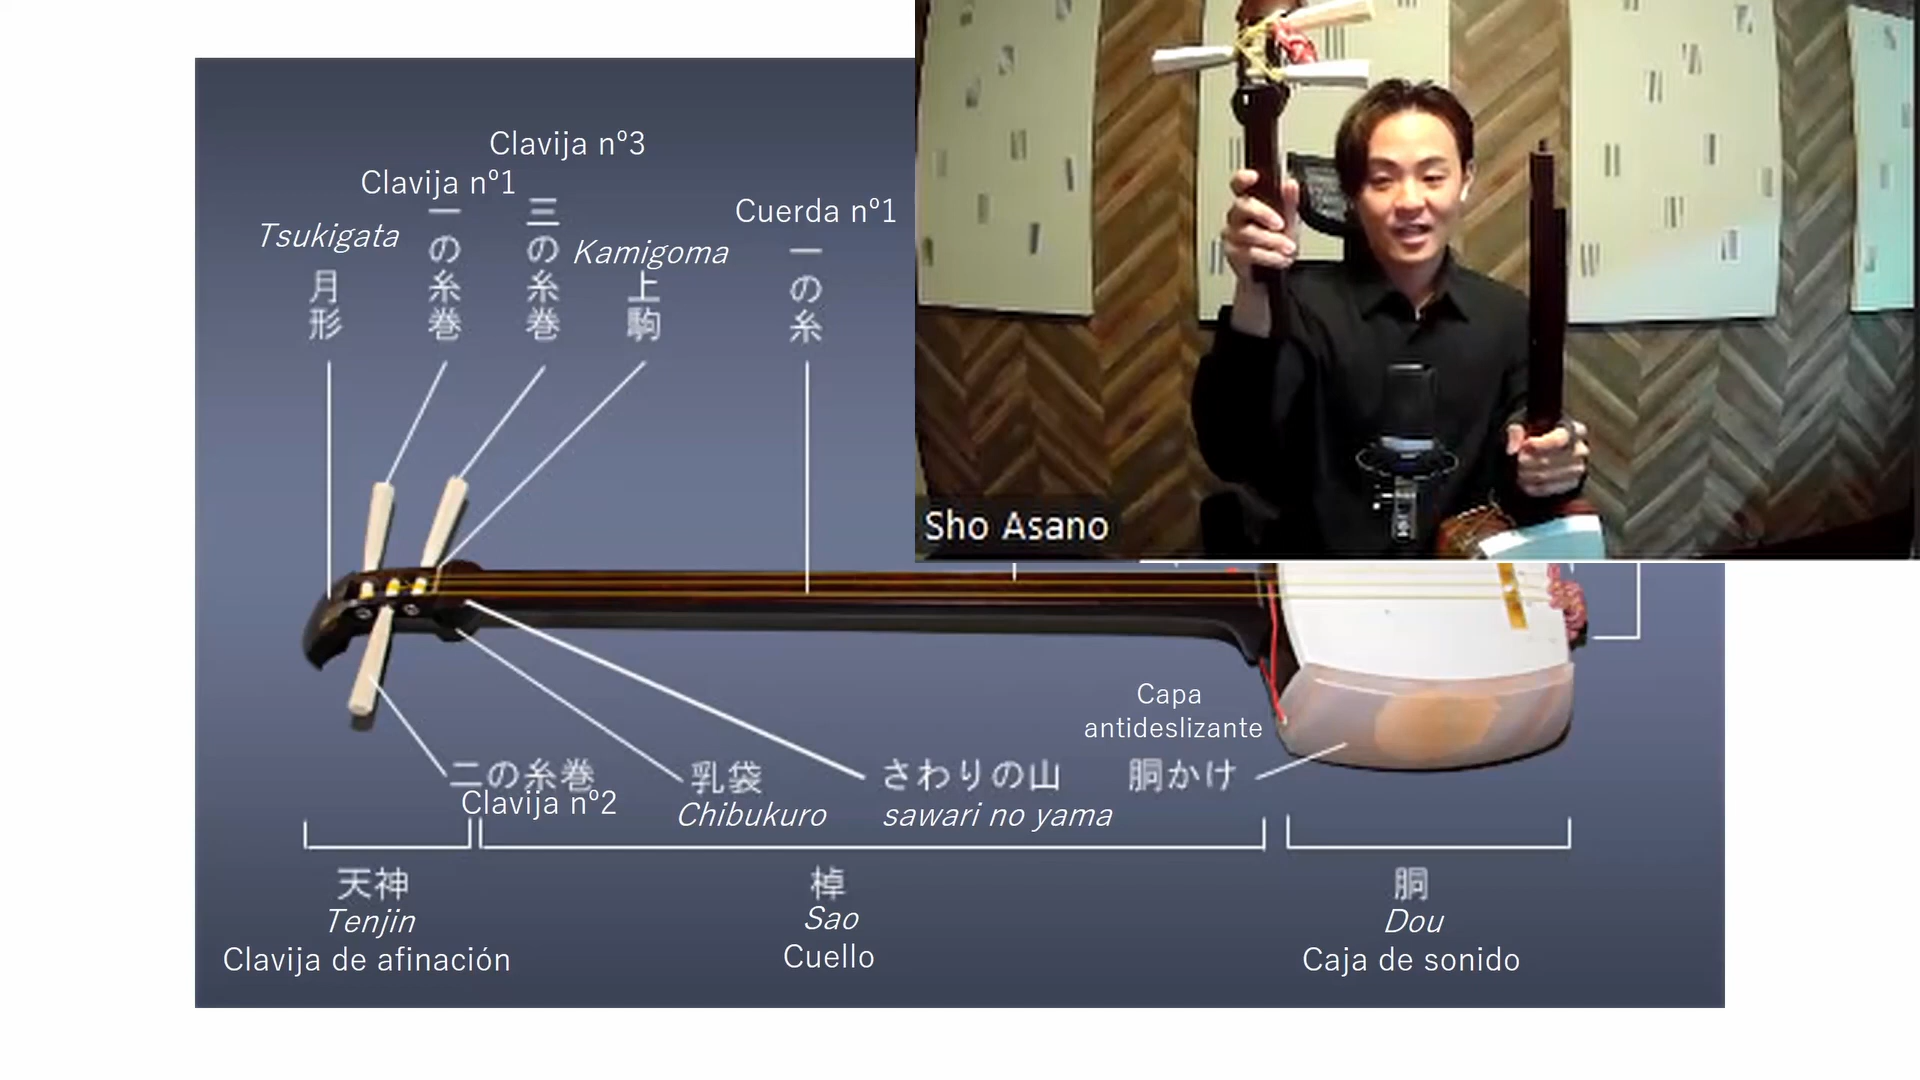 Clavija nº3
Clavija nº1
Tsukigata
Kamigoma
Cuerda nº1
月形
一の糸巻
三の糸巻
上駒
一の糸
Sho Asano
Capa
antideslizante
二の糸巻
乳袋
さわりの山
胴かけ
Clavija nº2
Chibukuro
sawari no yama
天神
棹
胴
Tenjin
Sao
Dou
Clavija de afinación
Cuello
Caja de sonido